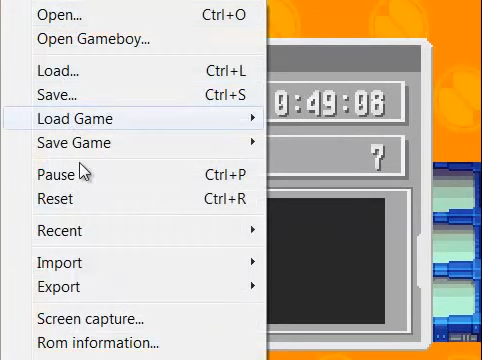 Open... Ctrl+O
Open Gameboy...
Load... Ctrl+L
Save... Ctrl+S
Load Game
0:49:08
Save Game
7
Pause Ctrl+P
Reset Ctrl+R
Recent
Import
Export
Screen capture...
Rom information...